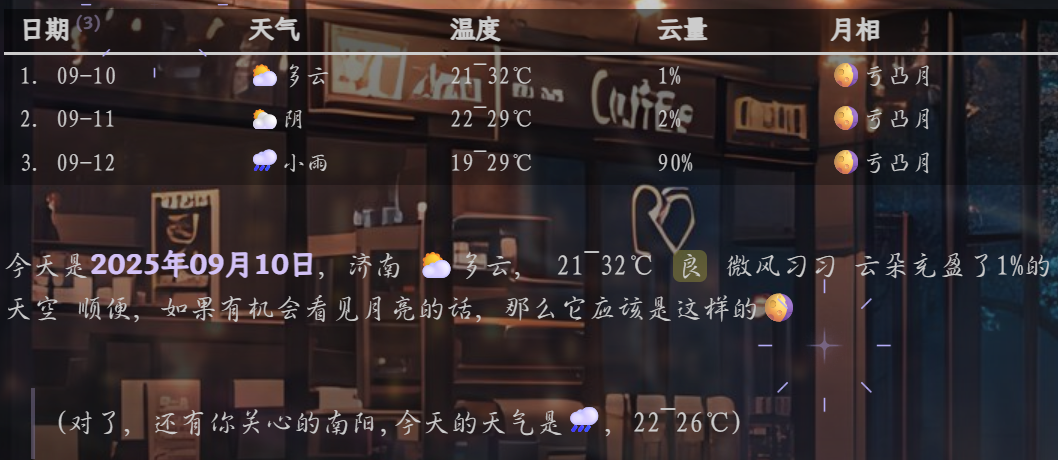 日期(3) 天气 温度 云量 月相
1. 09-10 多云 21~32℃ 1% 亏凸月
2. 09-11 阴 22~29℃ 2% 亏凸月
3. 09-12 小雨 19~29℃ 90% 亏凸月
今天是2025年09月10日, 济南 多云, 21~32℃ 良 微风习习 云朵充盈了1%的
天空 顺便, 如果有机会看见月亮的话, 那么它应该是这样的
(对了, 还有你关心的南阳,今天的天气是 , 22~26℃)